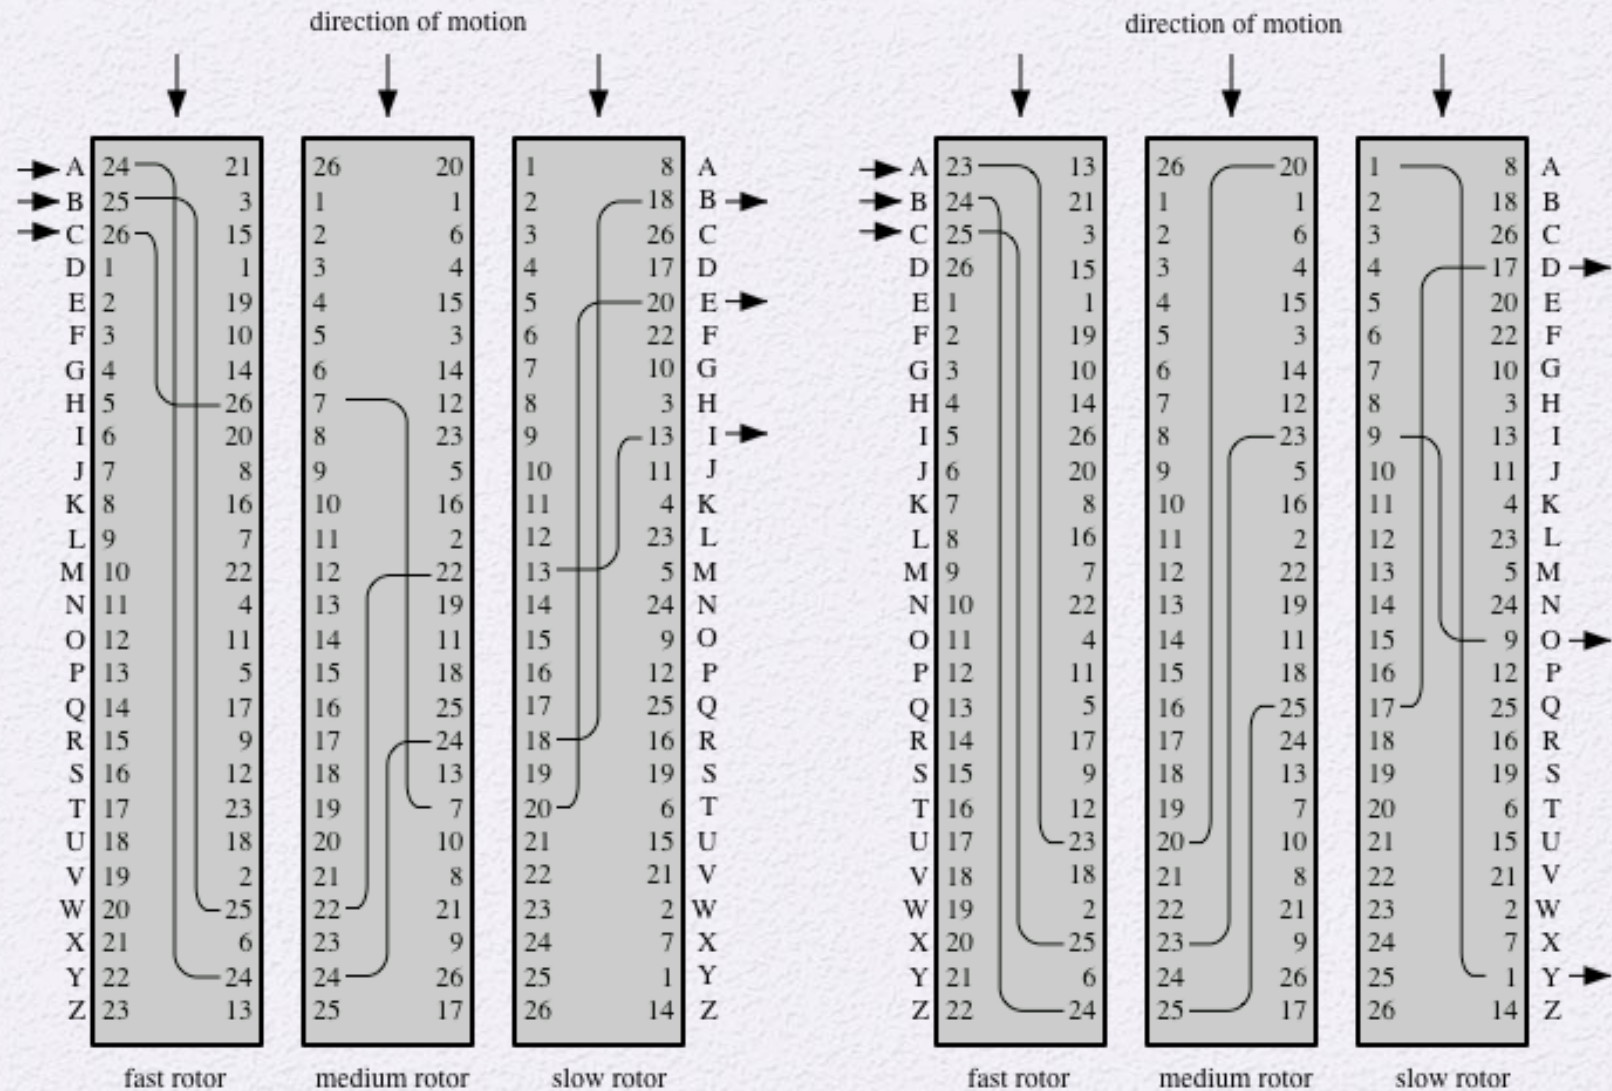 direction of motion direction of motion
A 24 21 26 20 1 8 A A 23 13 26 20 1 8 A
B 25 3 1 1 2 18 B B 24 21 1 1 2 18 B
C 26 15 2 6 3 26 C C 25 3 2 6 3 26 C
D 1 1 3 4 4 17 D D 26 15 3 4 4 17 D
E 2 19 4 15 5 20 E E 1 1 4 15 5 20 E
F 3 10 5 3 6 22 F F 2 19 5 3 6 22 F
G 4 14 6 14 7 10 G G 3 10 6 14 7 10 G
H 5 26 7 12 8 3 H H 4 14 7 12 8 3 H
I 6 20 8 23 9 13 I I 5 26 8 23 9 13 I
J 7 8 9 5 10 11 J J 6 20 9 5 10 11 J
K 8 16 10 16 11 4 K K 7 8 10 16 11 4 K
L 9 7 11 2 12 23 L L 8 16 11 2 12 23 L
M 10 22 12 22 13 5 M M 9 7 12 22 13 5 M
N 11 4 13 19 14 24 N N 10 22 13 19 14 24 N
O 12 11 14 11 15 9 O O 11 4 14 11 15 9 O
P 13 5 15 18 16 12 P P 12 11 15 18 16 12 P
Q 14 17 16 25 17 25 Q Q 13 5 16 25 17 25 Q
R 15 9 17 24 18 16 R R 14 17 17 24 18 16 R
S 16 12 18 13 19 19 S S 15 9 18 13 19 19 S
T 17 23 19 7 20 6 T T 16 12 19 7 20 6 T
U 18 18 20 10 21 15 U U 17 23 20 10 21 15 U
V 19 2 21 8 22 21 V V 18 18 21 8 22 21 V
W 20 25 22 21 23 2 W W 19 2 22 21 23 2 W
X 21 6 23 9 24 7 X X 20 25 23 9 24 7 X
Y 22 24 24 26 25 1 Y Y 21 6 24 26 25 1 Y
Z 23 13 25 17 26 14 Z Z 22 24 25 17 26 14 Z
fast rotor medium rotor slow rotor fast rotor medium rotor slow rotor